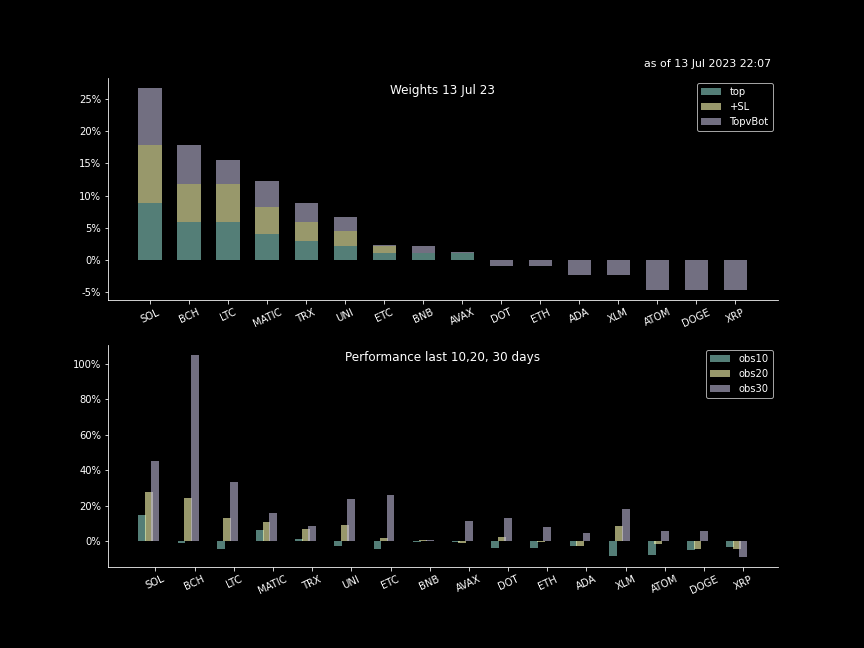 as of 13 Jul 2023 22:07
Weights 13 Jul 23
top
+SL
TopvBot
25%
20%
15%
10%
5%
0%
-5%
SOL BCH LTC MATIC TRX UNI ETC BNB AVAX DOT ETH ADA XLM ATOM DOGE XRP
Performance last 10,20, 30 days
obs10
obs20
obs30
100%
80%
60%
40%
20%
0%
SOL BCH LTC MATIC TRX UNI ETC BNB AVAX DOT ETH ADA XLM ATOM DOGE XRP